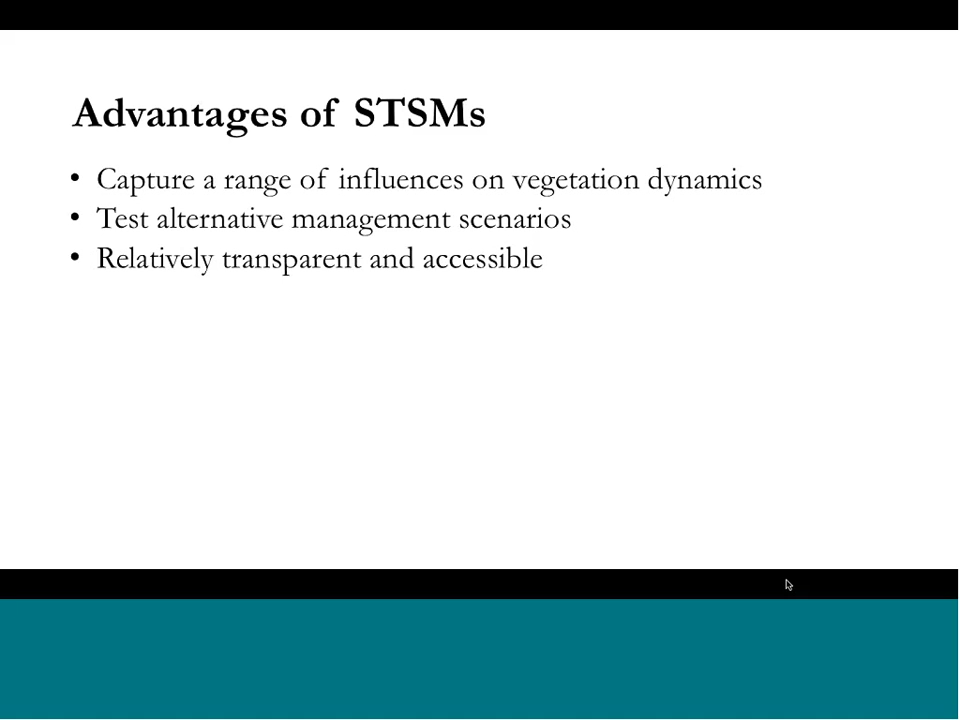 Advantages of STSMs
• Capture a range of influences on vegetation dynamics
• Test alternative management scenarios
• Relatively transparent and accessible